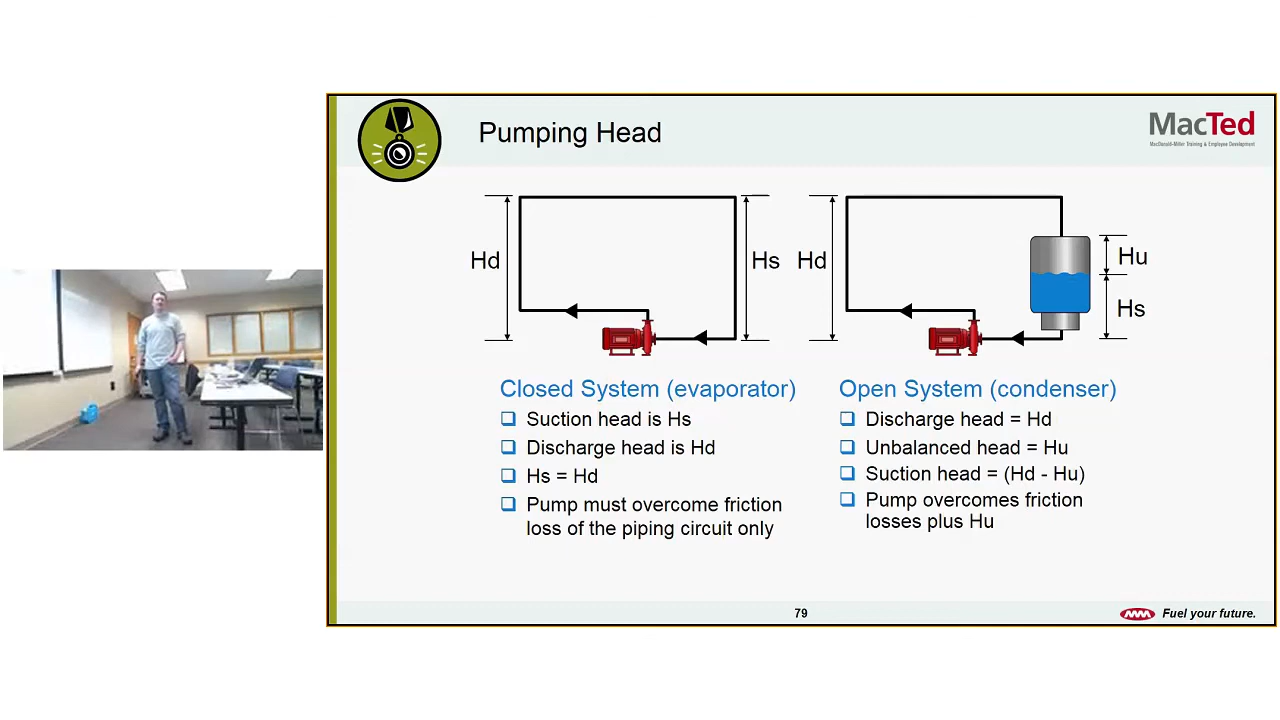 Pumping Head
MacTed
MacDonald-Miller Training & Employee Development
Hd
Hs
Hd
Hu
Hs
Closed System (evaporator)
Suction head is Hs
Discharge head is Hd
Hs = Hd
Pump must overcome friction
loss of the piping circuit only
Open System (condenser)
Discharge head = Hd
Unbalanced head = Hu
Suction head = (Hd - Hu)
Pump overcomes friction
losses plus Hu
79
Fuel your future.